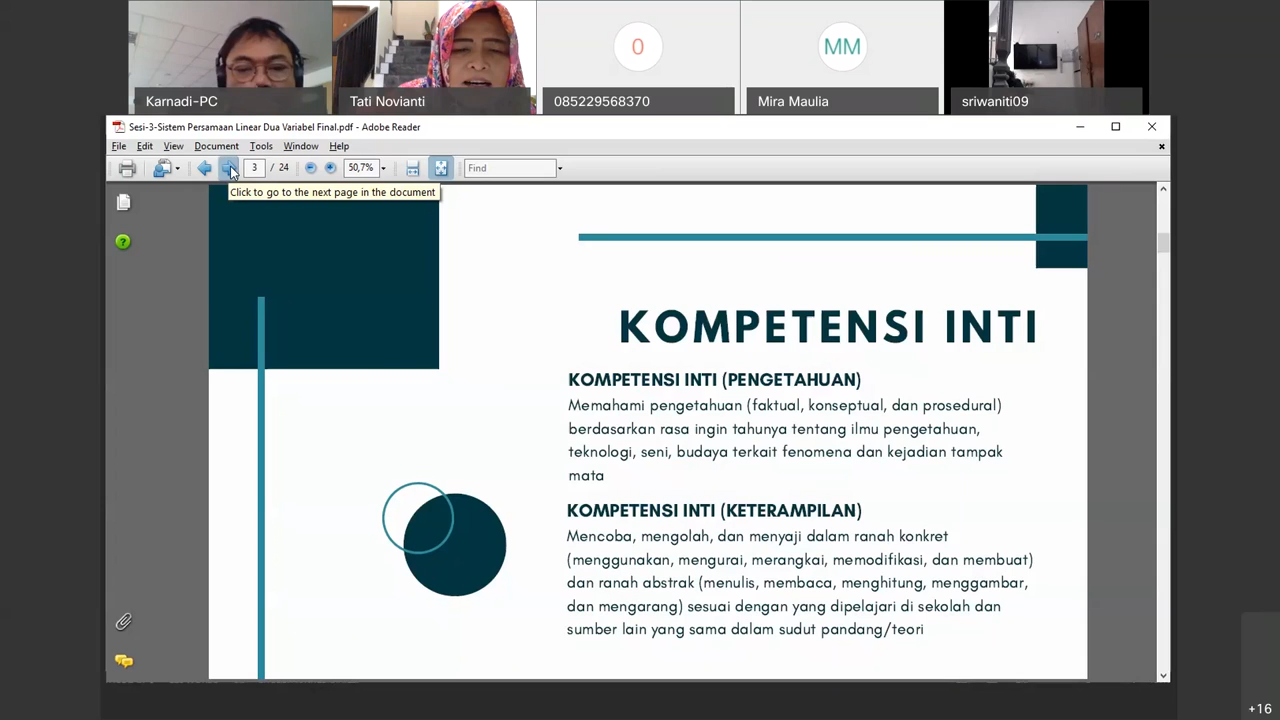 0
MM
Karnadi-PC
Tati Novianti
085229568370
Mira Maulia
sriwaniti09
Sesi-3-Sistem Persamaan Linear Dua Variabel Final.pdf - Adobe Reader
File Edit View Document Tools Window Help
3 / 24 50,7% Find
Click to go to the next page in the document
KOMPETENSI INTI
KOMPETENSI INTI (PENGETAHUAN)
Memahami pengetahuan (faktual, konseptual, dan prosedural)
berdasarkan rasa ingin tahunya tentang ilmu pengetahuan,
teknologi, seni, budaya terkait fenomena dan kejadian tampak
mata
KOMPETENSI INTI (KETERAMPILAN)
Mencoba, mengolah, dan menyaji dalam ranah konkret
(menggunakan, mengurai, merangkai, memodifikasi, dan membuat)
dan ranah abstrak (menulis, membaca, menghitung, menggambar,
dan mengarang) sesuai dengan yang dipelajari di sekolah dan
sumber lain yang sama dalam sudut pandang/teori
+16